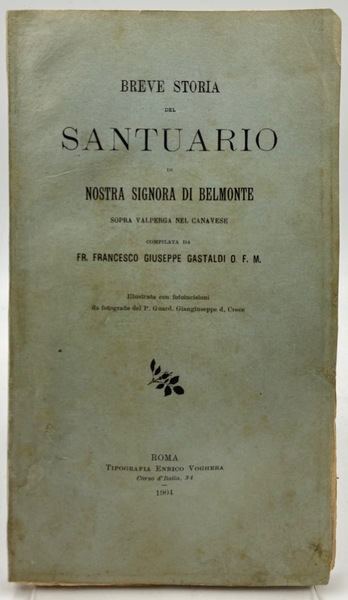 BREVE STORIA
DEL
SANTUARIO
DI
NOSTRA SIGNORA DI BELMONTE
SOPRA VALPERGA NEL CANAVESE
COMPILATA DA
FR. FRANCESCO GIUSEPPE GASTALDI O. F. M.
Illustrata con fotoincisioni
da fotografie del P. Guard. Giangiuseppe d. Croce
ROMA
TIPOGRAFIA ENRICO VOGHERA
Corso d'Italia, 34
1904